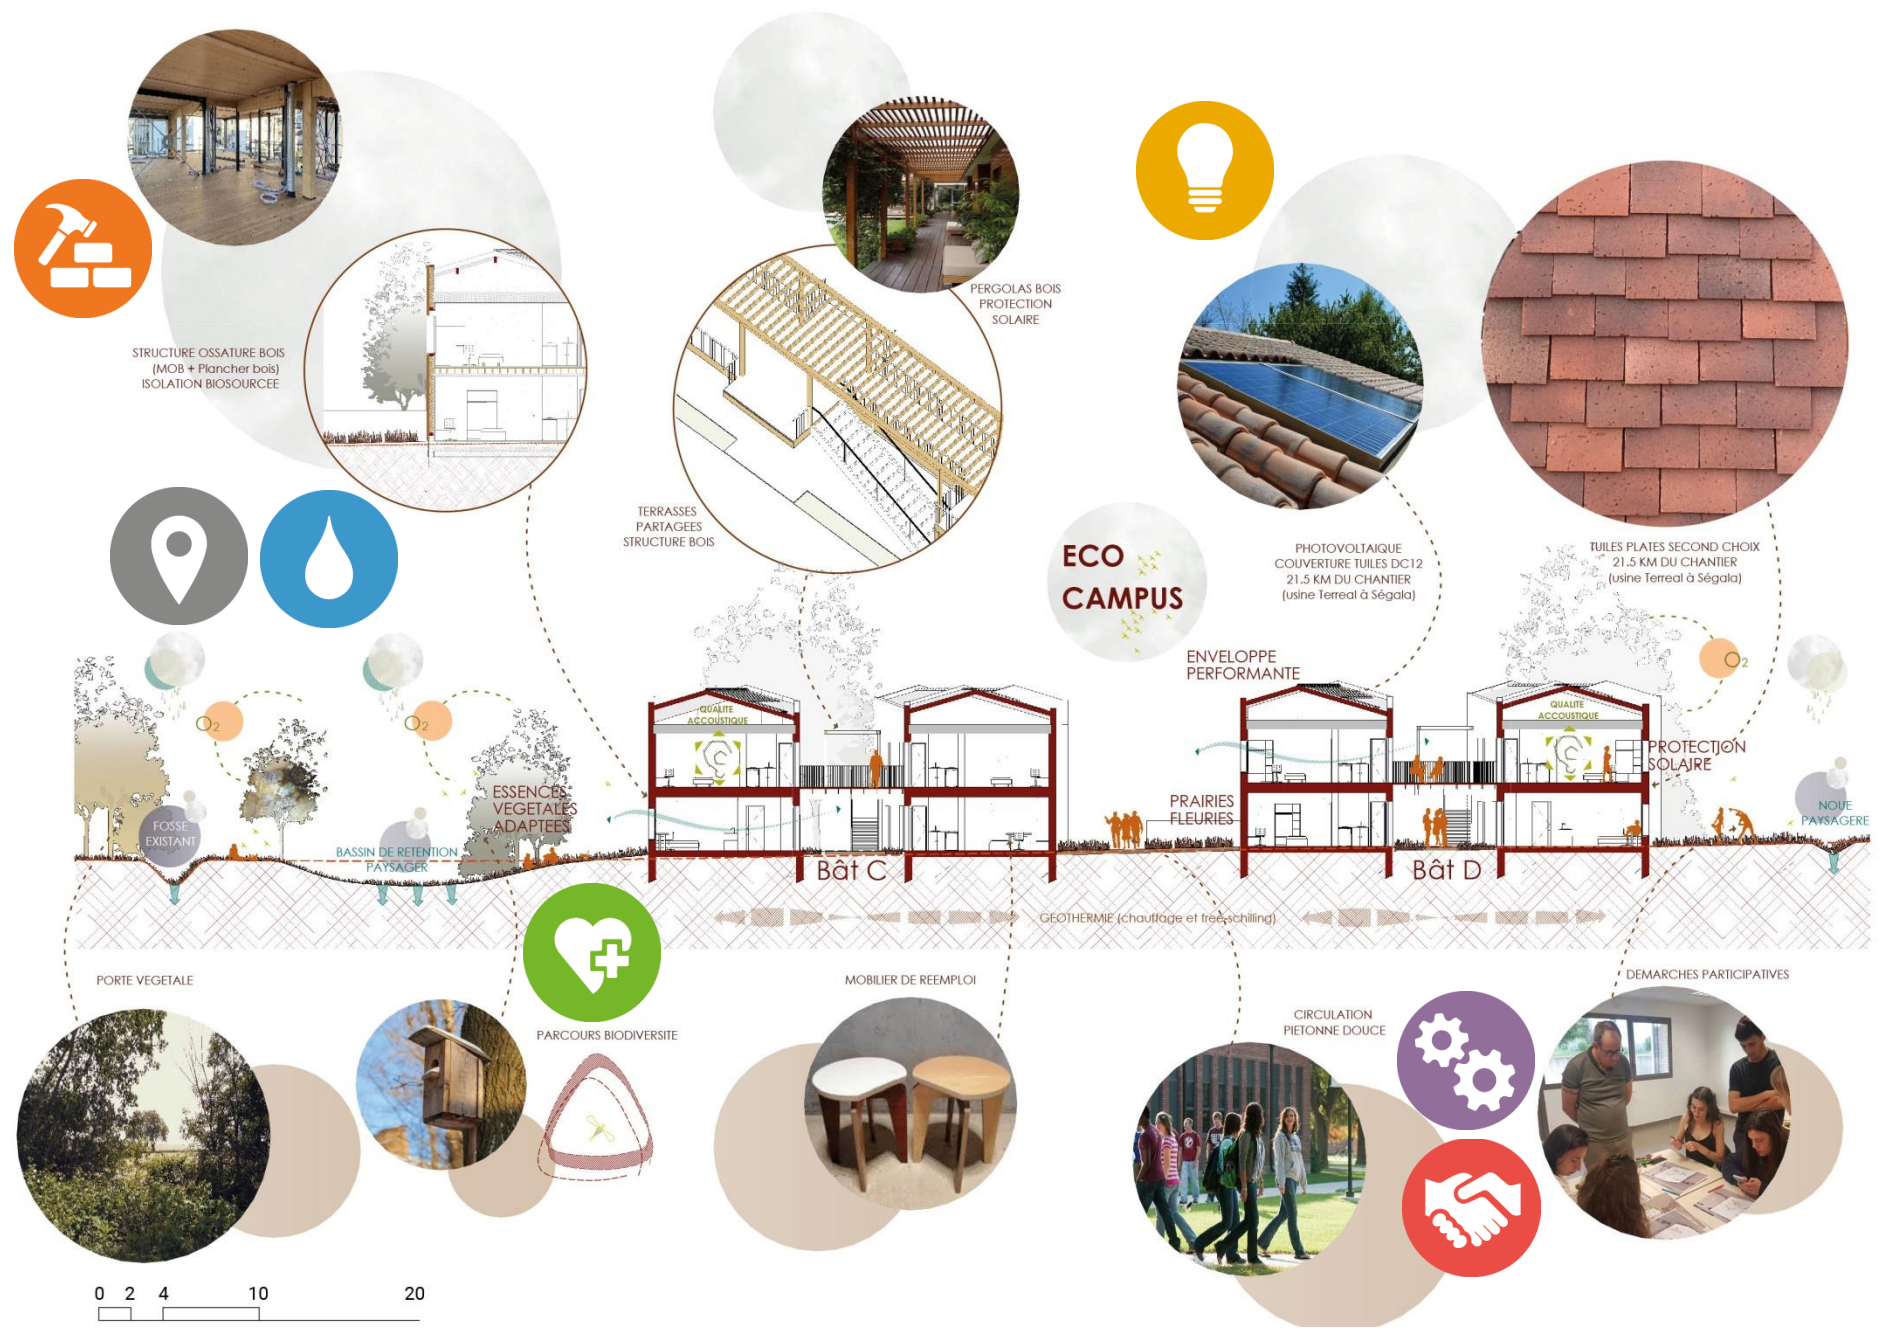 PERGOLAS BOIS
PROTECTION
SOLAIRE
STRUCTURE OSSATURE BOIS
(MOB + Plancher bois)
ISOLATION BIOSOURCEE
TERRASSES
PARTAGEES
STRUCTURE BOIS
ECO
CAMPUS
PHOTOVOLTAIQUE
COUVERTURE TUILES DC12
21.5 KM DU CHANTIER
(usine Terreal à Ségala)
TUILES PLATES SECOND CHOIX
21.5 KM DU CHANTIER
(usine Terreal à Ségala)
ENVELOPPE
PERFORMANTE
O2
O2
O2
QUALITE
ACCOUSTIQUE
QUALITE
ACCOUSTIQUE
PROTECTION
SOLAIRE
ESSENCES
VEGETALES
ADAPTEES
PRAIRIES
FLEURIES
NOUE
PAYSAGERE
FOSSE
EXISTANT
BASSIN DE RETENTION
PAYSAGER
Bât C
Bât D
GEOTHERMIE (chauffage et free-schilling)
PORTE VEGETALE
MOBILIER DE REEMPLOI
DEMARCHES PARTICIPATIVES
PARCOURS BIODIVERSITE
CIRCULATION
PIETONNE DOUCE
0 2 4 10 20